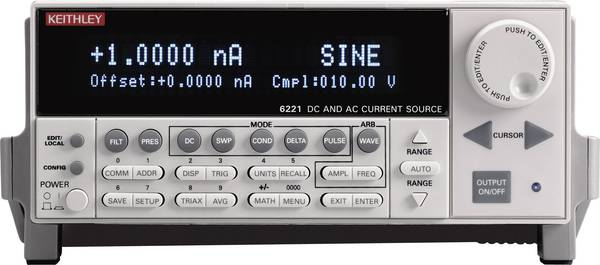 KEITHLEY
+1.0000 nA SINE
Offset:+0.0000 nA Cmpl:010.00 V
6221 DC AND AC CURRENT SOURCE
PUSH TO EDIT/ENTER
PUSH TO EDIT/ENTER
EDIT/
LOCAL
MODE
ARB
FILT PRES DC SWP COND DELTA PULSE WAVE
RANGE
CURSOR
CONFIG
0 1 2 3 4 5
COMM ADDR DISP TRIG UNITS RECALL AMPL FREQ
AUTO
RANGE
POWER
6 7 8 9 +/- 0000
SAVE SETUP TRIAX AVG MATH MENU EXIT ENTER
OUTPUT
ON/OFF